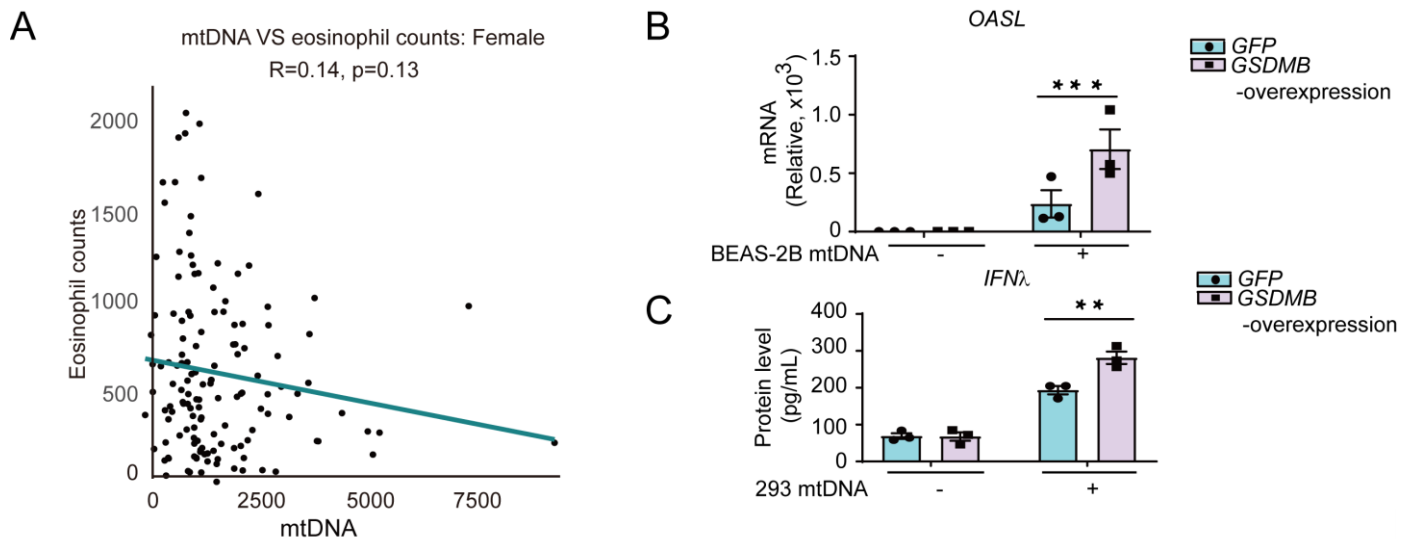 A
mtDNA VS eosinophil counts: Female
R=0.14, p=0.13
Eosinophil counts
2000
1500
1000
500
0
0 2500 5000 7500
mtDNA
B
OASL
mRNA
(Relative, x10³)
1.5
1.0
0.5
0
***
BEAS-2B mtDNA - +
GFP
GSDMB
-overexpression
C
IFNλ
Protein level
(pg/mL)
400
300
200
100
0
**
293 mtDNA - +
GFP
GSDMB
-overexpression